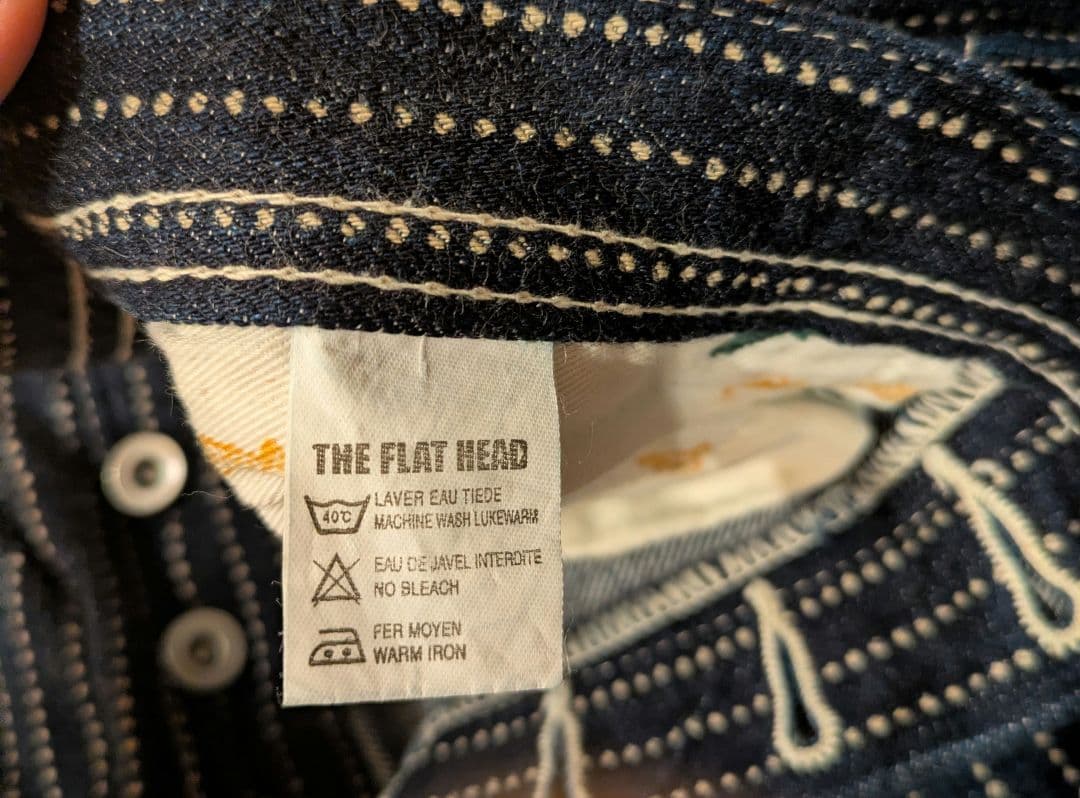 THE FLAT HEAD
40°C
LAVER EAU TIEDE
MACHINE WASH LUKEWARM
EAU DE JAVEL INTERDITE
NO BLEACH
FER MOYEN
WARM IRON